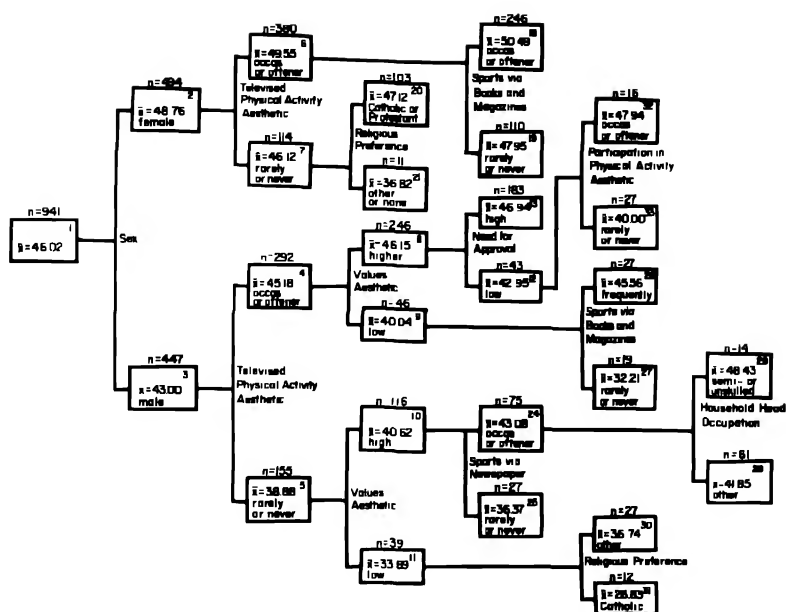 n=941
1
x̄=46.02
Sex
n=494
2
x̄=48.76
female
n=447
3
x=43.00
male
Televised
Physical Activity
Aesthetic
n=380
6
x̄=49.55
occas
or oftener
n=114
7
x̄=46.12
rarely
or never
Religious
Preference
n=103
20
x̄=47.12
Catholic or
Protestant
n=11
21
x̄=36.82
other
or none
Sports via
Books and
Magazines
n=246
18
x̄=50.49
occas
or oftener
n=110
19
x̄=47.95
rarely
or never
Televised
Physical Activity
Aesthetic
n=292
4
x̄=45.18
occas
or oftener
n=155
5
x̄=38.88
rarely
or never
Values
Aesthetic
n=246
8
x=46.15
higher
n=46
9
x̄=40.04
low
Need for
Approval
n=183
13
x̄=46.94
high
n=43
12
x̄=42.95
low
Participation in
Physical Activity
Aesthetic
n=16
x̄=47.94
occas
or oftener
n=27
x̄=40.00
rarely
or never
Sports via
Books and
Magazines
n=27
x̄=45.56
frequently
n=19
27
x̄=32.21
rarely
or never
Values
Aesthetic
n=116
10
x̄=40.62
high
n=39
11
x̄=33.89
low
Sports via
Newspaper
n=75
24
x̄=43.08
occas
or oftener
n=27
25
x̄=36.37
rarely
or never
Household Head
Occupation
n=14
x̄=48.43
semi- or
unskilled
n=61
x=41.85
other
Religious Preference
n=27
30
x̄=36.74
other
n=12
Catholic